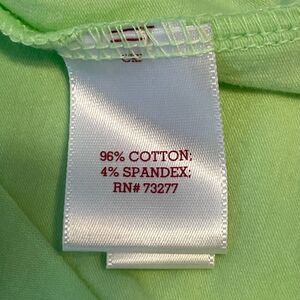 96% COTTON;
4% SPANDEX;
RN# 73277